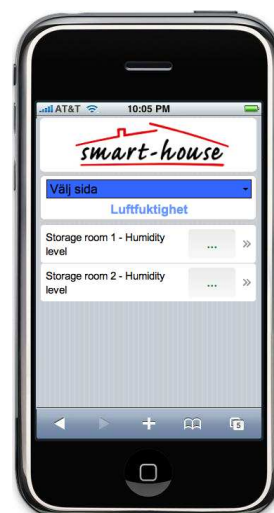 AT&T 10:05 PM
smart-house
Välj sida
Luftfuktighet
Storage room 1 - Humidity
level
...
Storage room 2 - Humidity
level
...
5